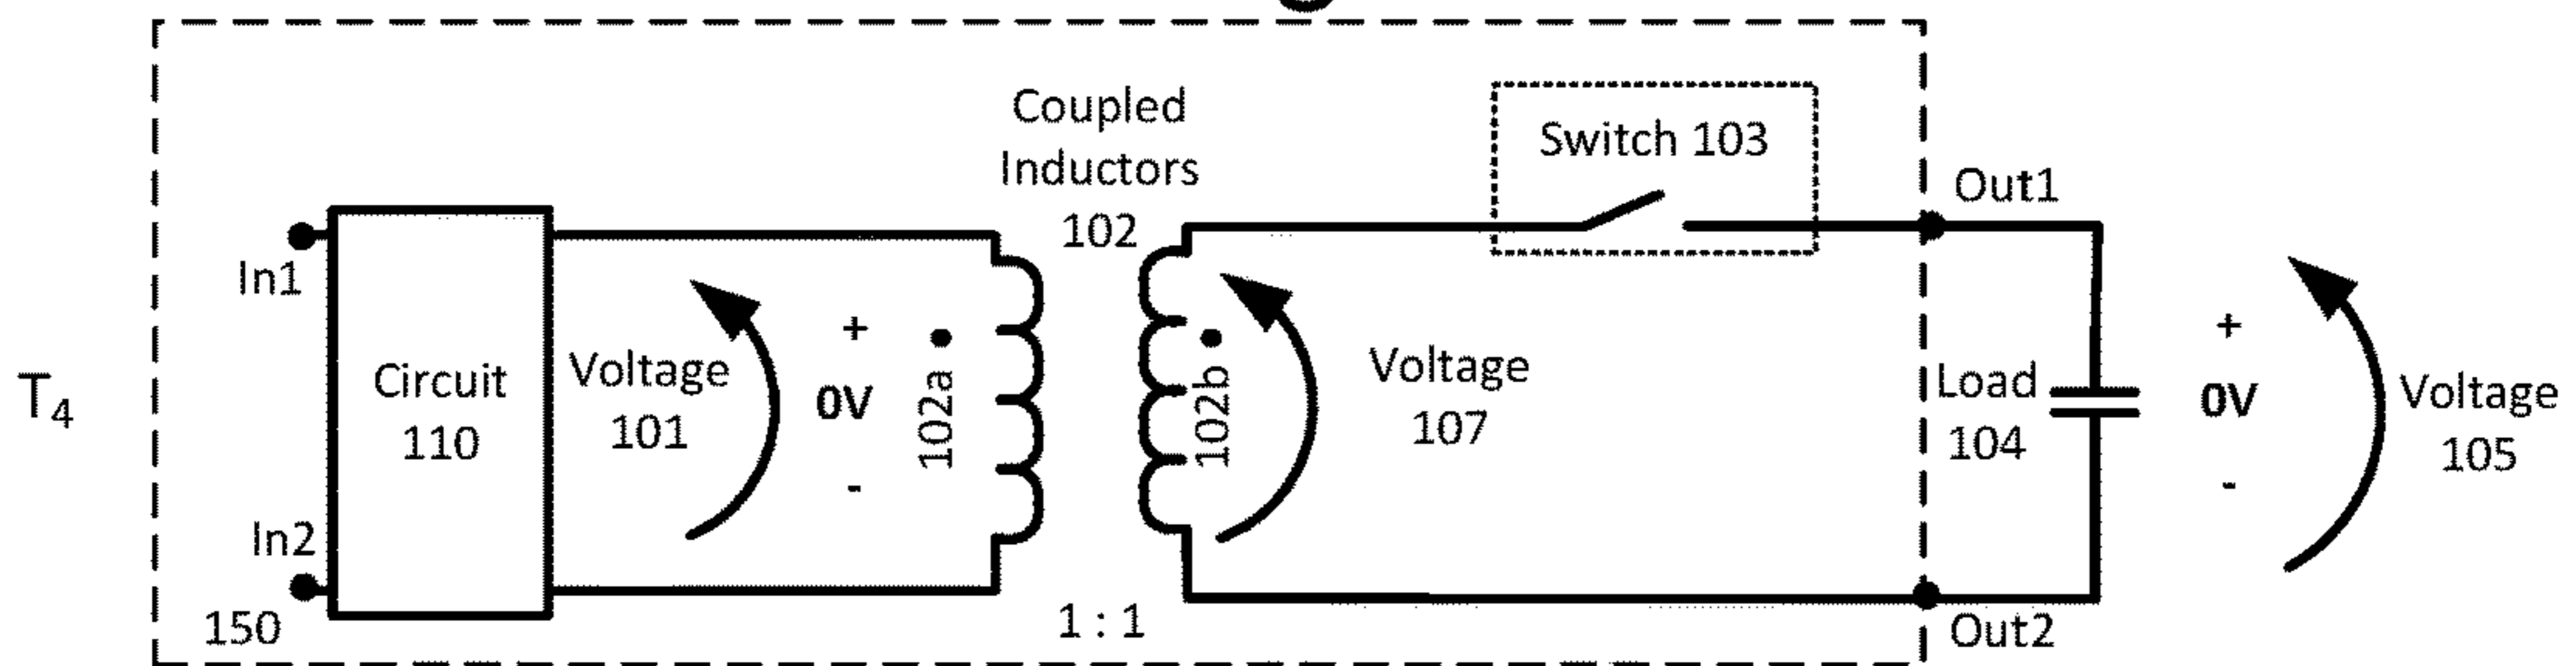 Coupled
Inductors
102
Switch 103
Out1
In1
T4
Circuit
110
Voltage
101
+
0V
-
102a
102b
Voltage
107
Load
104
+
0V
-
Voltage
105
In2
150
1 : 1
Out2